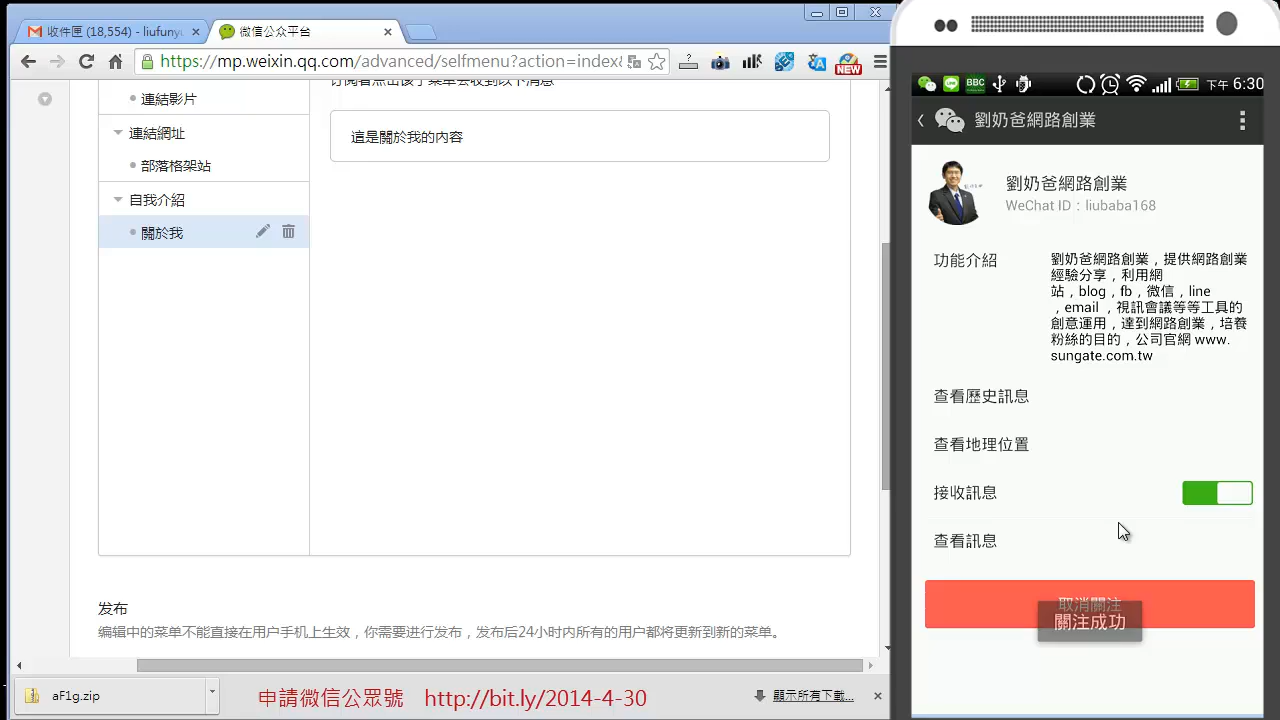 收件匣 (18,554) - liufunyu
微信公众平台
https://mp.weixin.qq.com/advanced/selfmenu?action=index
NEW
連結影片
連結網址
部落格架站
自我介紹
關於我
這是關於我的內容
发布
编辑中的菜单不能直接在用户手机上生效，你需要进行发布，发布后24小时内所有的用户都将更新到新的菜单。
aF1g.zip
申請微信公眾號 http://bit.ly/2014-4-30
顯示所有下載...
LINE
BBC
下午 6:30
劉奶爸網路創業
劉奶爸網路創業
WeChat ID：liubaba168
功能介紹
劉奶爸網路創業，提供網路創業
經驗分享，利用網
站，blog，fb，微信，line
，email ，視訊會議等等工具的
創意運用，達到網路創業，培養
粉絲的目的，公司官網 www.
sungate.com.tw
查看歷史訊息
查看地理位置
接收訊息
查看訊息
取消關注
關注成功